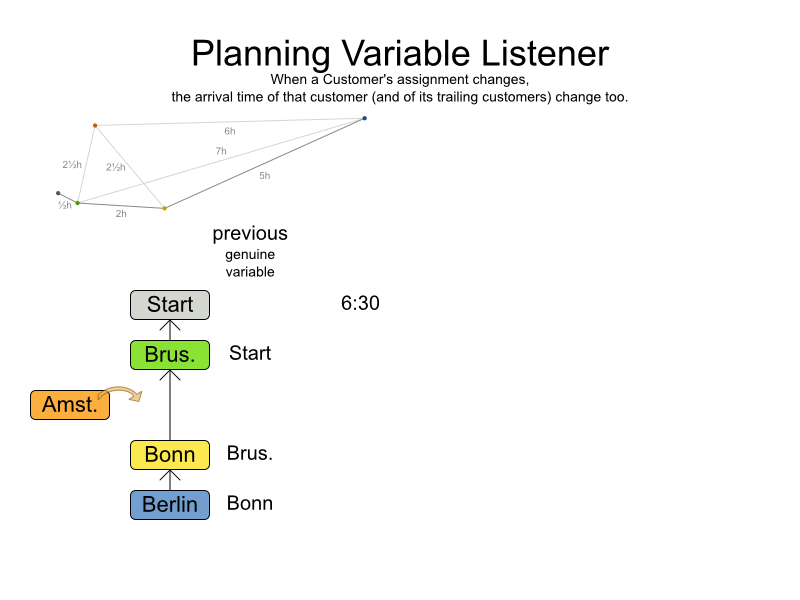 Planning Variable Listener
When a Customer's assignment changes,
the arrival time of that customer (and of its trailing customers) change too.
6h
7h
2½h
2½h
5h
½h
2h
previous
genuine
variable
Start
6:30
Brus.
Start
Amst.
Bonn
Brus.
Berlin
Bonn